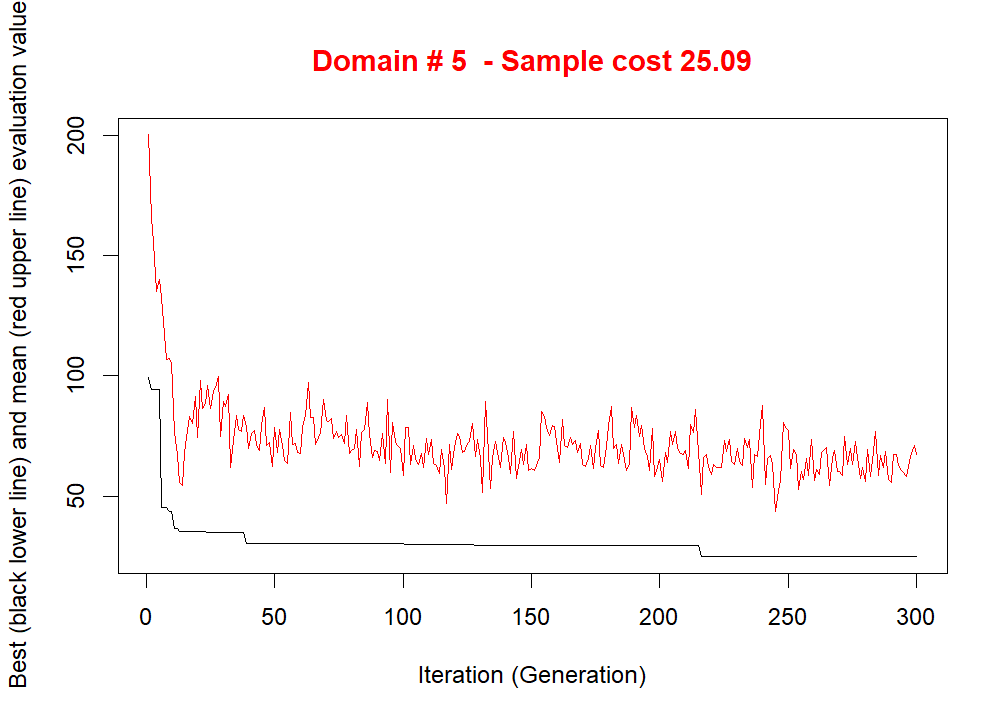 Domain # 5  - Sample cost 25.09
Best (black lower line) and mean (red upper line) evaluation value
200
150
100
50
0 50 100 150 200 250 300
Iteration (Generation)